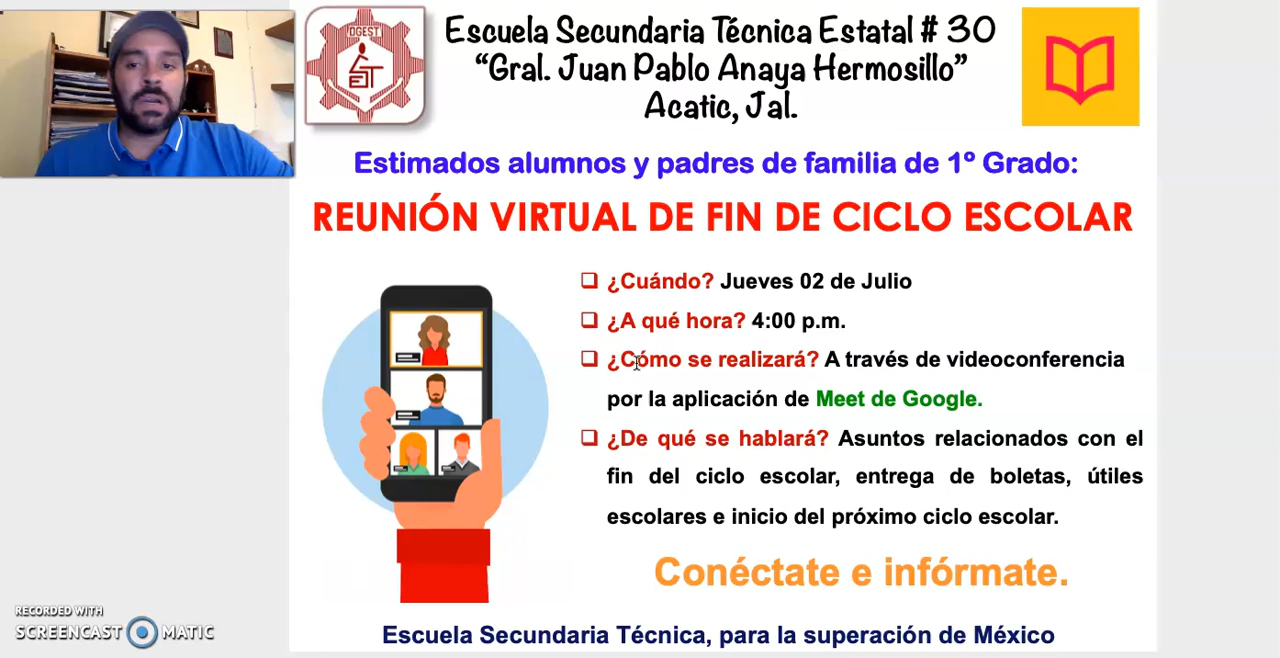 DGEST
Escuela Secundaria Técnica Estatal # 30
“Gral. Juan Pablo Anaya Hermosillo”
Acatic, Jal.
Estimados alumnos y padres de familia de 1º Grado:
REUNIÓN VIRTUAL DE FIN DE CICLO ESCOLAR
¿Cuándo? Jueves 02 de Julio
¿A qué hora? 4:00 p.m.
¿Cómo se realizará? A través de videoconferencia
por la aplicación de Meet de Google.
¿De qué se hablará? Asuntos relacionados con el
fin del ciclo escolar, entrega de boletas, útiles
escolares e inicio del próximo ciclo escolar.
Conéctate e infórmate.
Escuela Secundaria Técnica, para la superación de México
RECORDED WITH
SCREENCAST MATIC